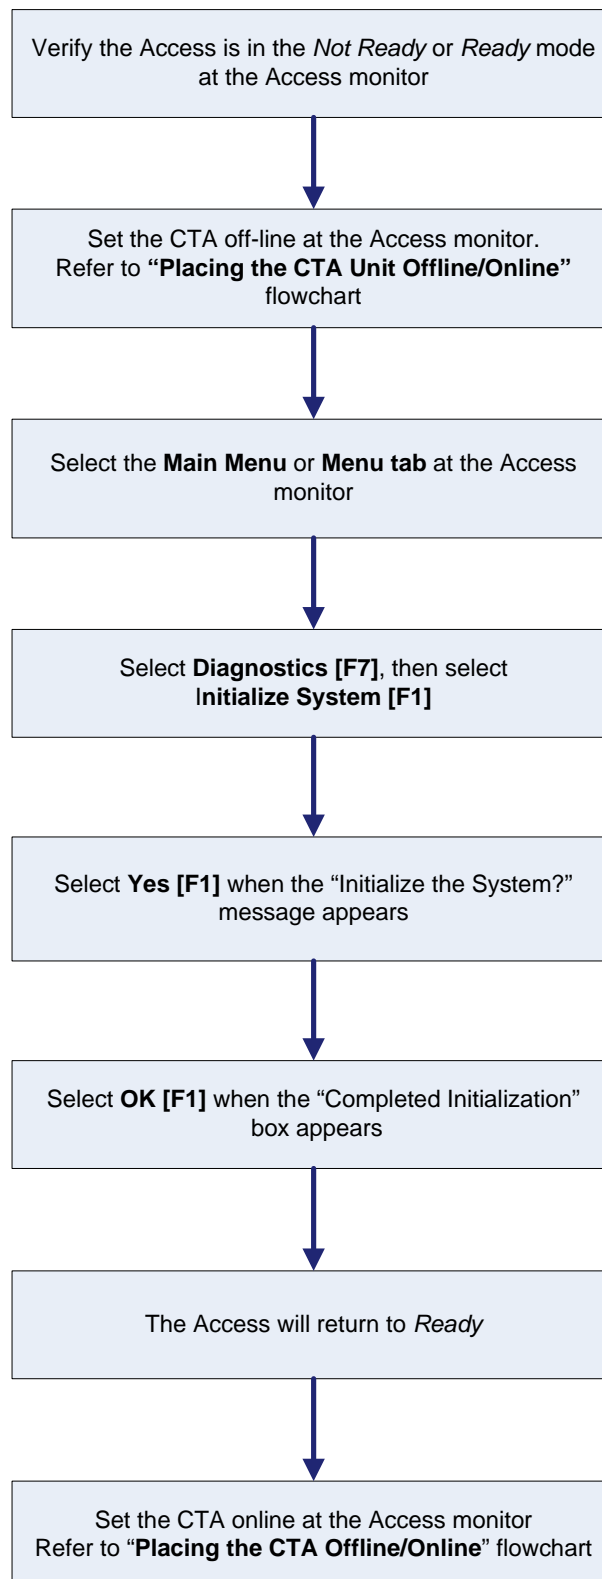 Verify the Access is in the Not Ready or Ready mode
at the Access monitor
Set the CTA off-line at the Access monitor.
Refer to “Placing the CTA Unit Offline/Online”
flowchart
Select the Main Menu or Menu tab at the Access
monitor
Select Diagnostics [F7], then select
Initialize System [F1]
Select Yes [F1] when the “Initialize the System?”
message appears
Select OK [F1] when the “Completed Initialization”
box appears
The Access will return to Ready
Set the CTA online at the Access monitor
Refer to “Placing the CTA Offline/Online” flowchart